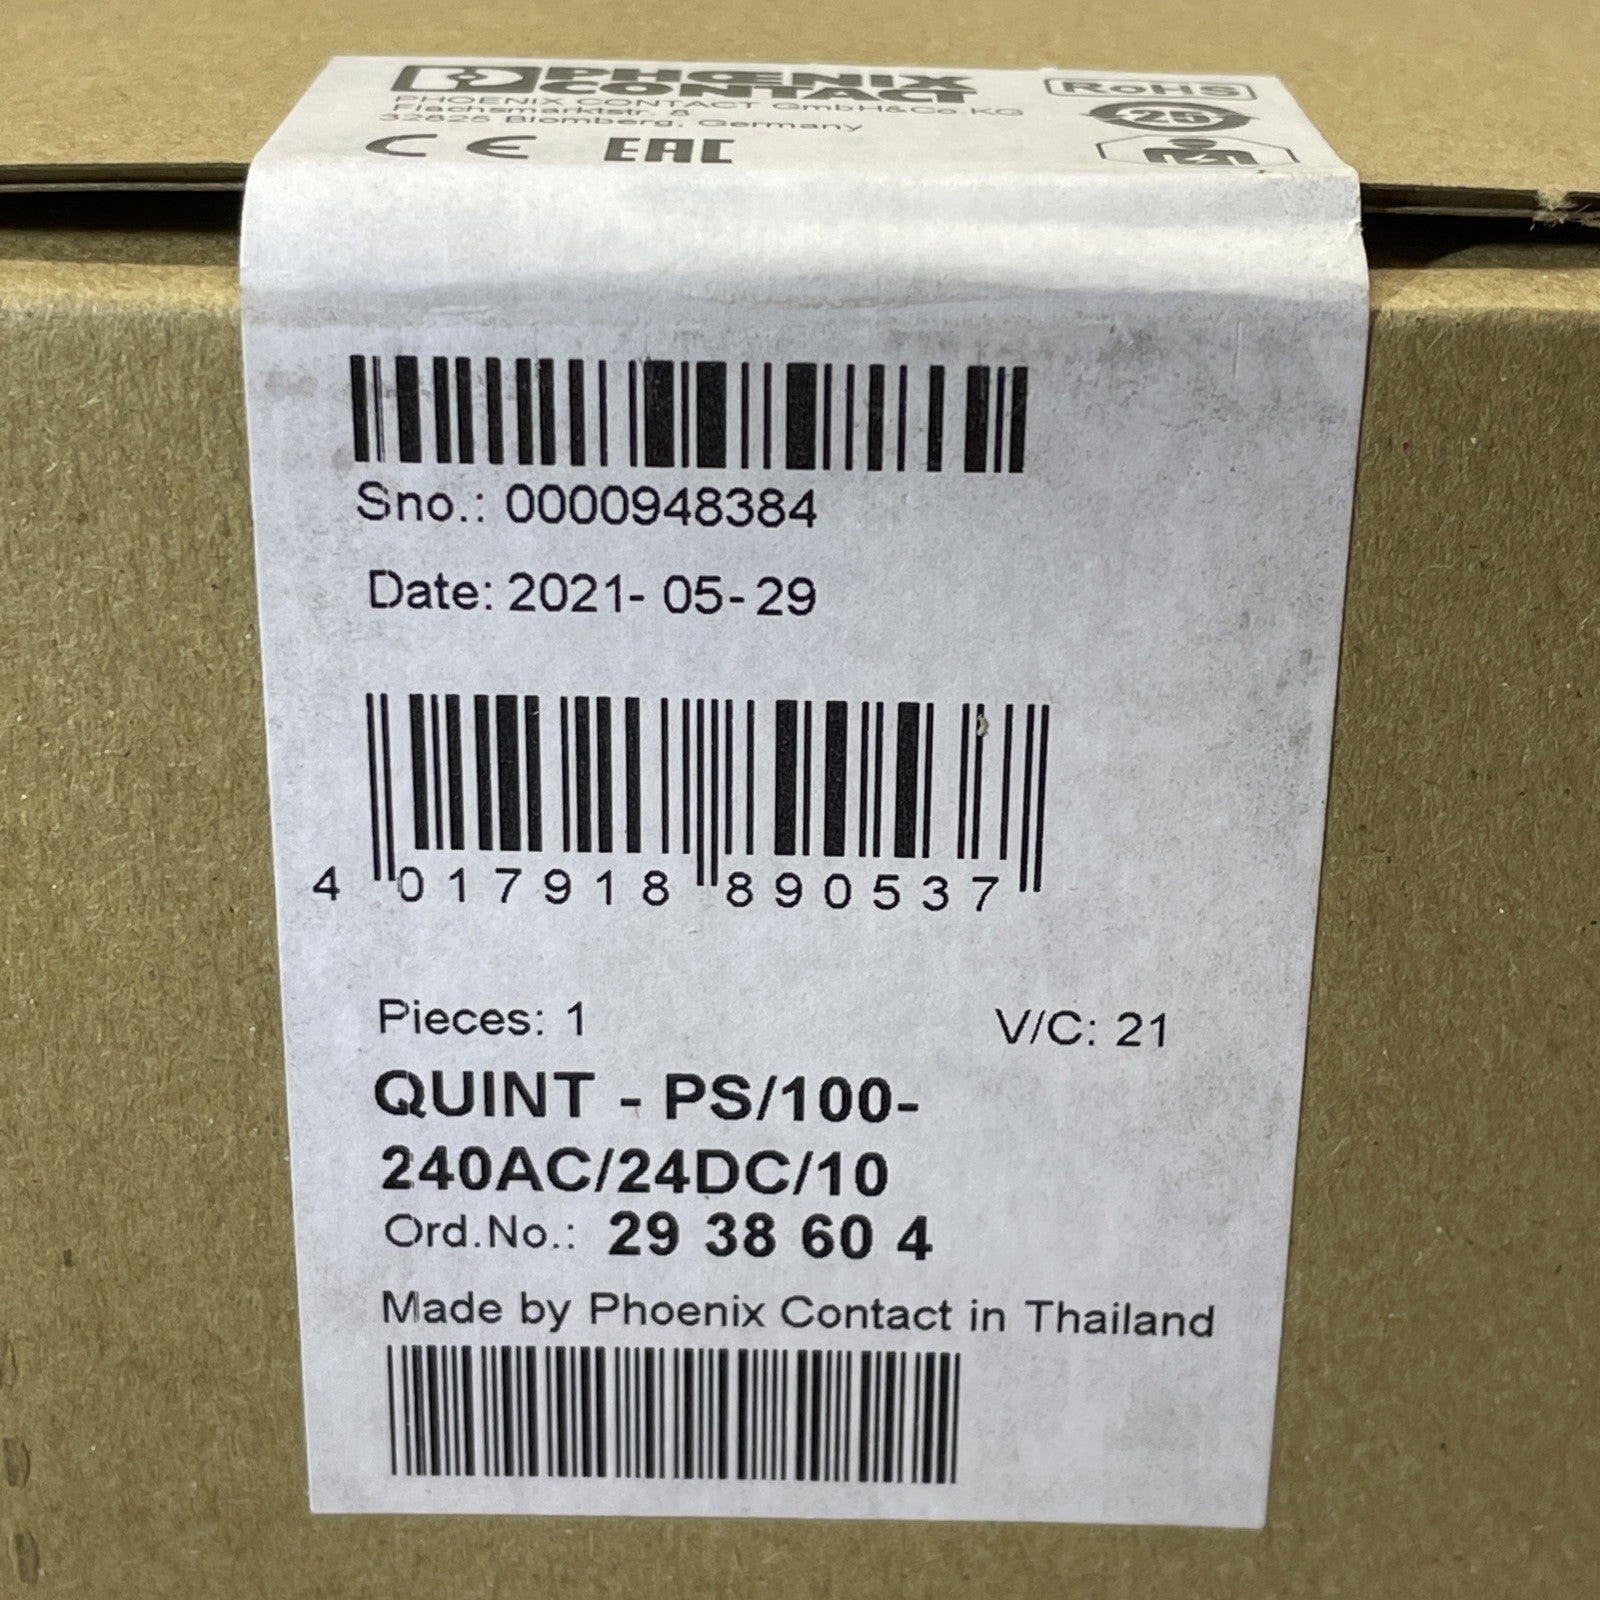 PHOENIX
CONTACT
RoHS
PHOENIX CONTACT GmbH&Co.KG
Flachsmarktstr. 8
32825 Blomberg, Germany
25
CE EAC
Sno.: 0000948384
Date: 2021- 05-29
4 017918 890537
Pieces: 1 V/C: 21
QUINT - PS/100-
240AC/24DC/10
Ord.No.: 29 38 60 4
Made by Phoenix Contact in Thailand